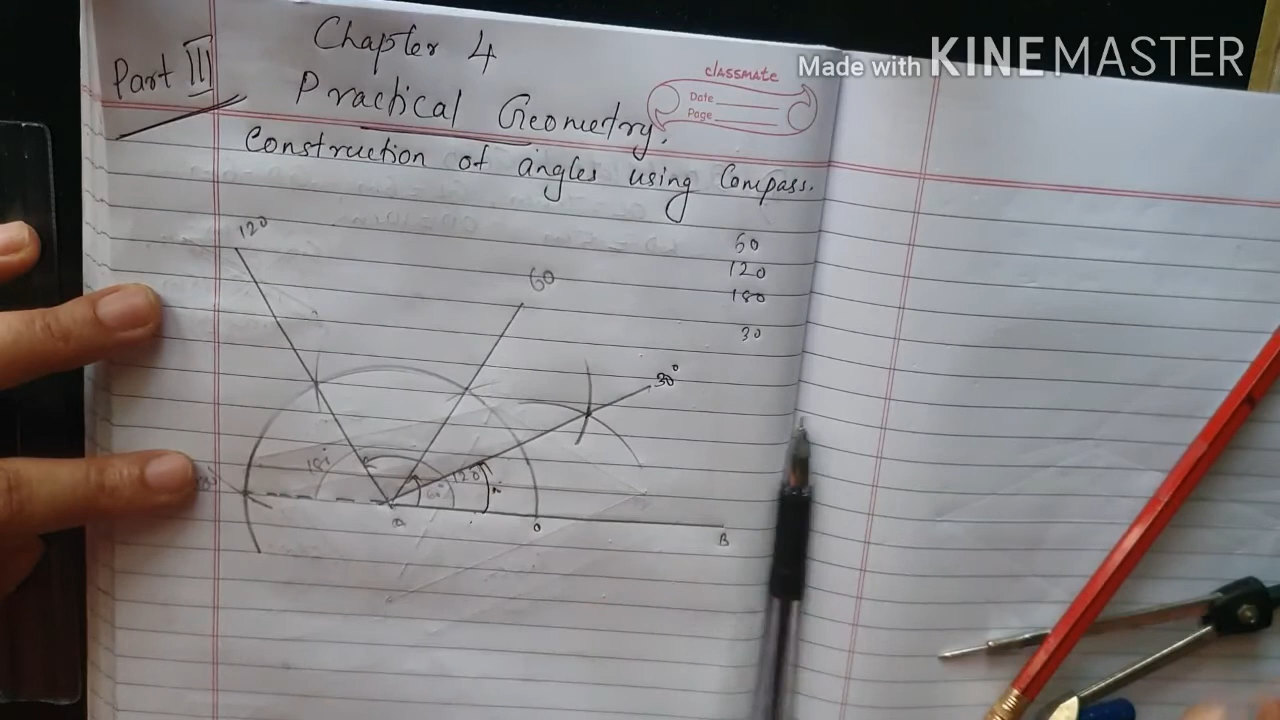 Made with KINEMASTER
Chapter 4
Part III
Practical Geometry.
classmate
Date
Page
Construction of angles using Compass.
60
120
180
30
120
60
30°
180
120
60
B